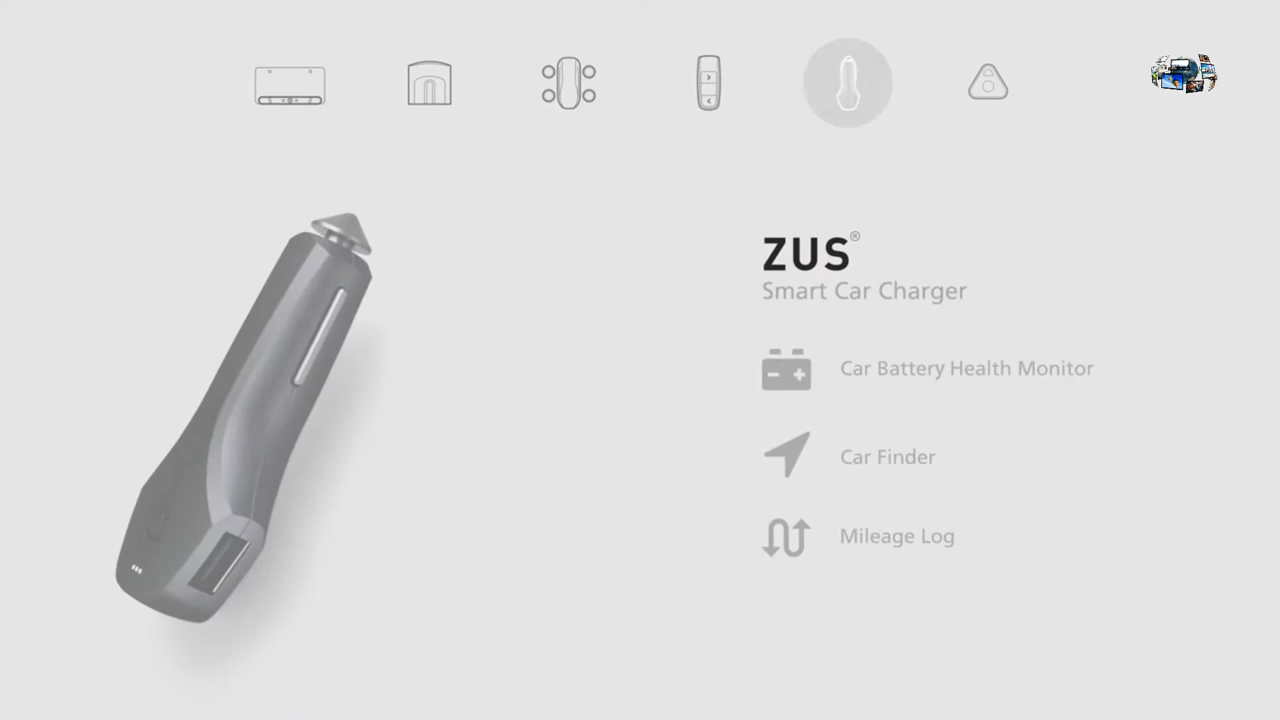 ZUS®
Smart Car Charger
Car Battery Health Monitor
Car Finder
Mileage Log